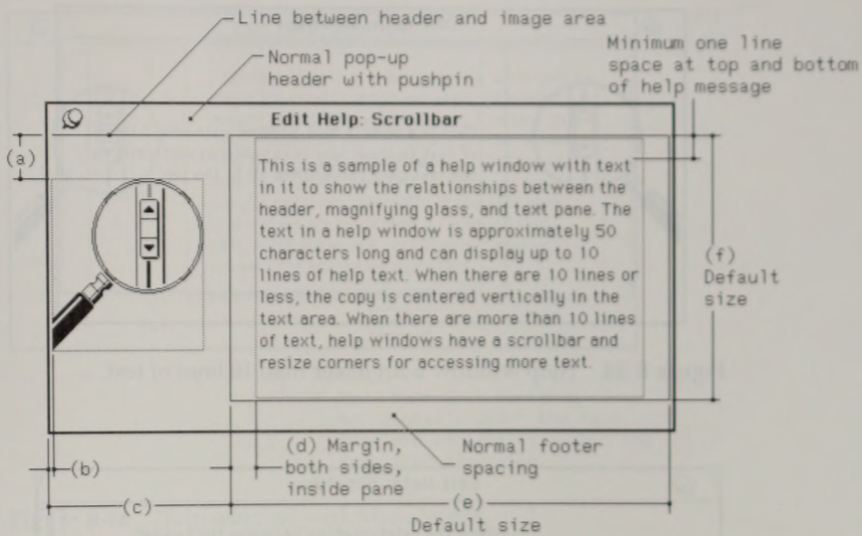 Line between header and image area
Normal pop-up
header with pushpin
Minimum one line
space at top and bottom
of help message
Edit Help: Scrollbar
(a)
This is a sample of a help window with text
in it to show the relationships between the
header, magnifying glass, and text pane. The
text in a help window is approximately 50
characters long and can display up to 10
lines of help text. When there are 10 lines or
less, the copy is centered vertically in the
text area. When there are more than 10 lines
of text, help windows have a scrollbar and
resize corners for accessing more text.
(f)
Default
size
(b)
(d) Margin,
both sides,
inside pane
Normal footer
spacing
(c)
(e)
Default size